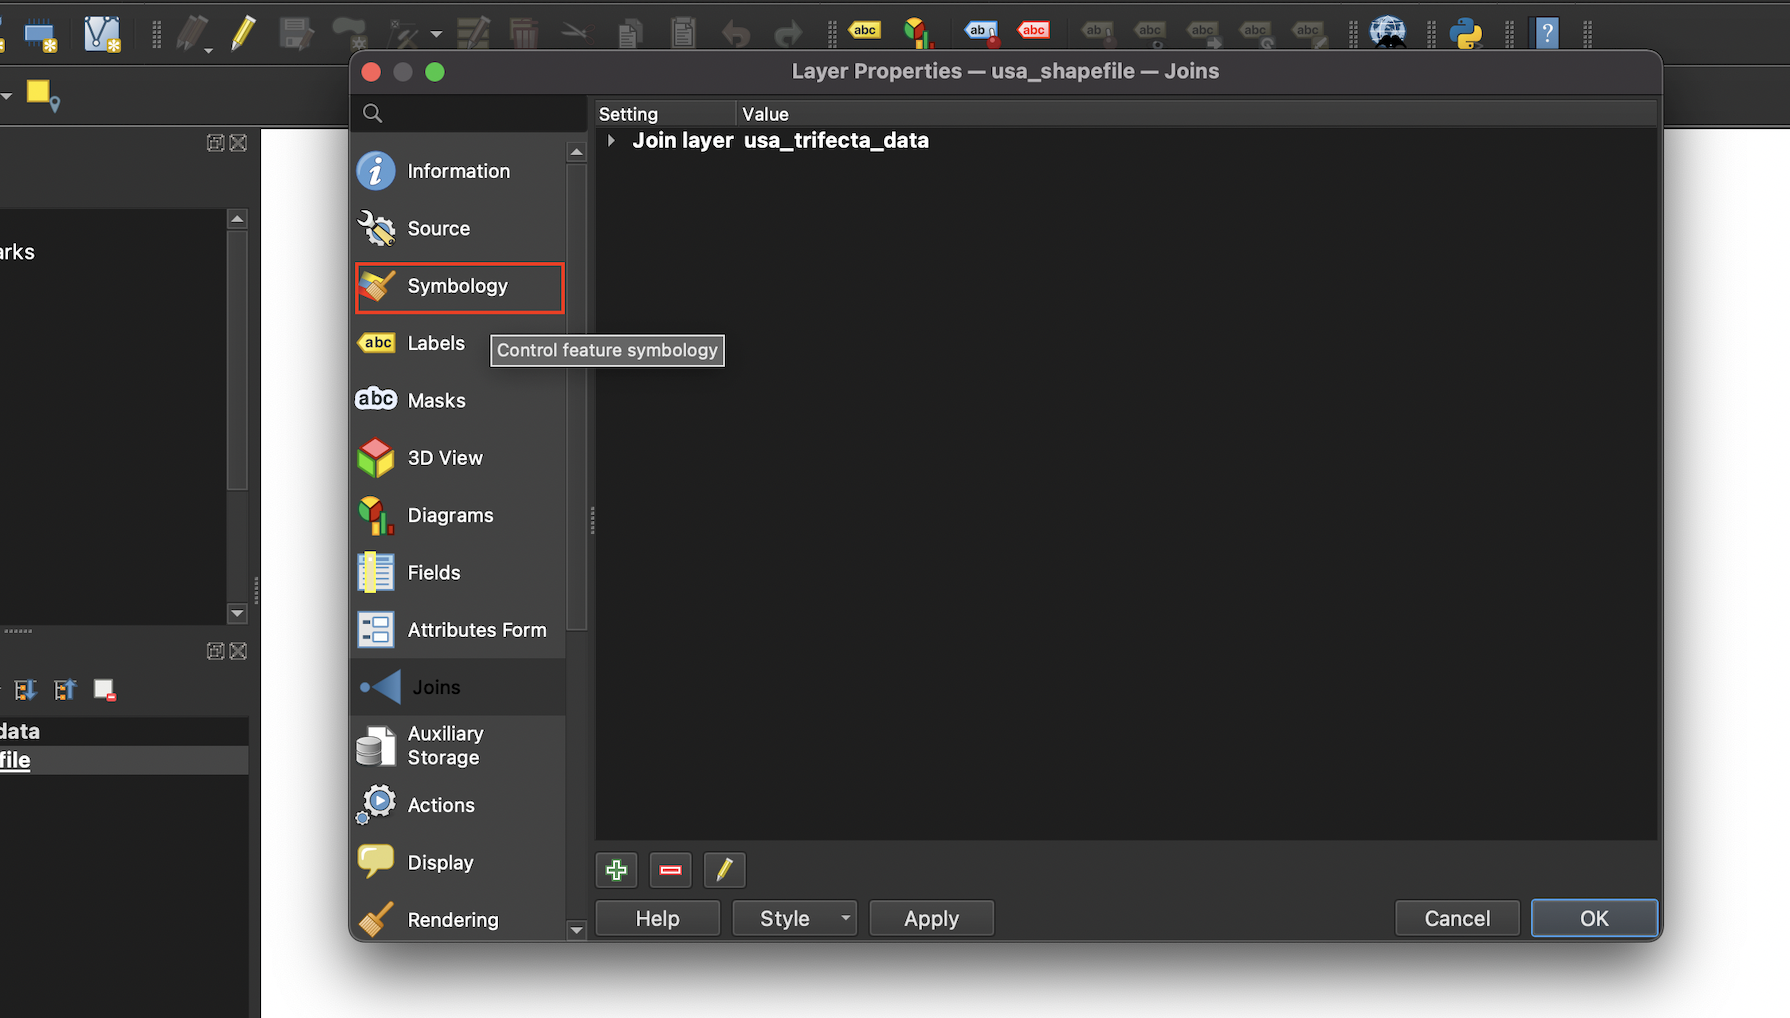 abc
ab
abc
ab
abc
abc
abc
abc
?
Layer Properties — usa_shapefile — Joins
Setting Value
Join layer usa_trifecta_data
Information
Source
Symbology
abc Labels
Control feature symbology
abc Masks
3D View
Diagrams
Fields
Attributes Form
Joins
Auxiliary
Storage
Actions
Display
Rendering
Help Style Apply Cancel OK
arks
data
file